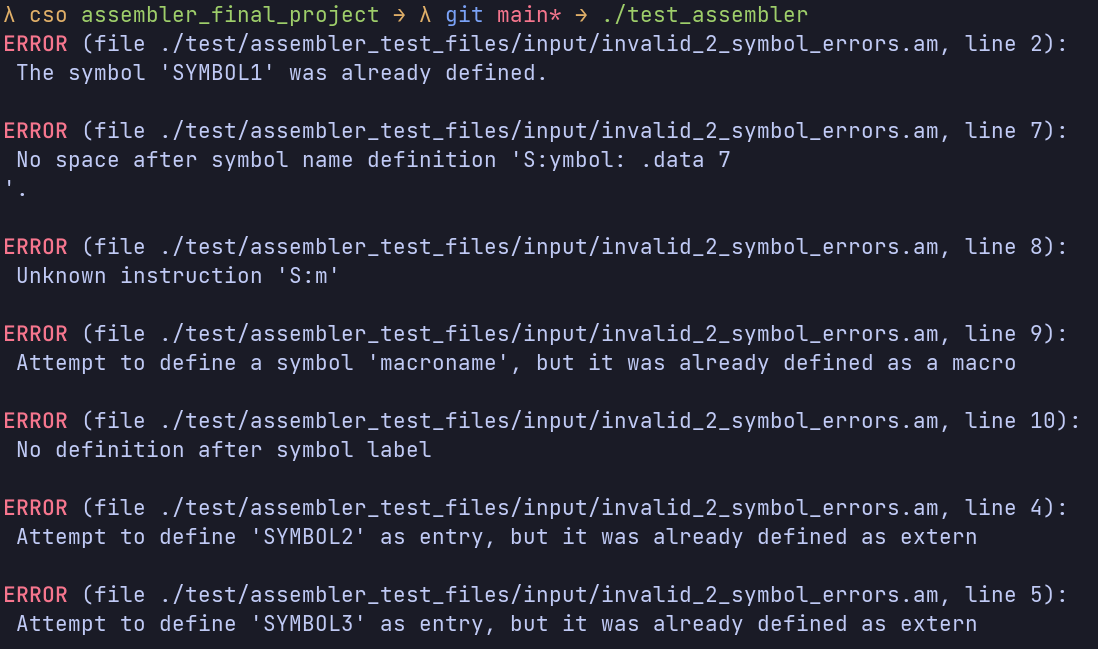 λ cso assembler_final_project → λ git main* → ./test_assembler
ERROR (file ./test/assembler_test_files/input/invalid_2_symbol_errors.am, line 2):
The symbol 'SYMBOL1' was already defined.
ERROR (file ./test/assembler_test_files/input/invalid_2_symbol_errors.am, line 7):
No space after symbol name definition 'S:ymbol: .data 7
'.
ERROR (file ./test/assembler_test_files/input/invalid_2_symbol_errors.am, line 8):
Unknown instruction 'S:m'
ERROR (file ./test/assembler_test_files/input/invalid_2_symbol_errors.am, line 9):
Attempt to define a symbol 'macroname', but it was already defined as a macro
ERROR (file ./test/assembler_test_files/input/invalid_2_symbol_errors.am, line 10):
No definition after symbol label
ERROR (file ./test/assembler_test_files/input/invalid_2_symbol_errors.am, line 4):
Attempt to define 'SYMBOL2' as entry, but it was already defined as extern
ERROR (file ./test/assembler_test_files/input/invalid_2_symbol_errors.am, line 5):
Attempt to define 'SYMBOL3' as entry, but it was already defined as extern